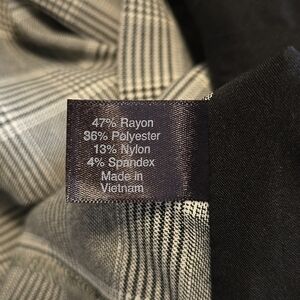 47% Rayon
36% Polyester
13% Nylon
4% Spandex
Made in
Vietnam